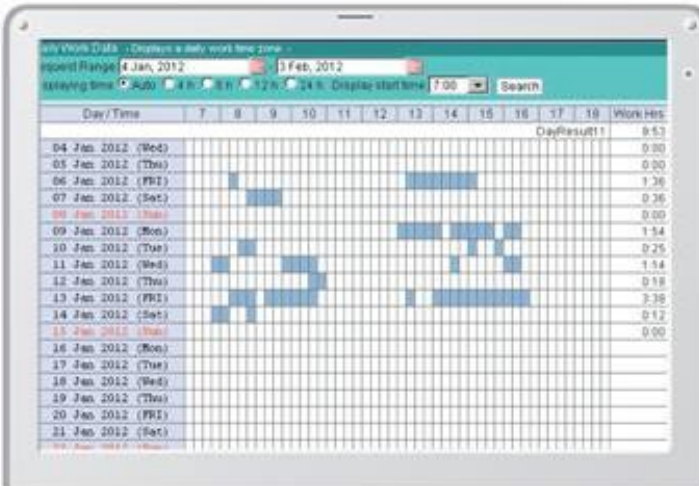 Work Data - Displays a daily work time zone -
Range 4 Jan, 2012 - 3 Feb, 2012
time Auto 4 h 8 h 12 h 24 h Display start time 7:00 Search
Day/Time 7 8 9 10 11 12 13 14 15 16 17 18 Work Hrs
DayResult11 9:53
04 Jan 2012 (Wed) 0:00
05 Jan 2012 (Thu) 0:00
06 Jan 2012 (FRI) 1:36
07 Jan 2012 (Sat) 0:36
08 Jan 2012 (Sun) 0:00
09 Jan 2012 (Mon) 1:54
10 Jan 2012 (Tue) 0:25
11 Jan 2012 (Wed) 1:14
12 Jan 2012 (Thu) 0:18
13 Jan 2012 (FRI) 3:38
14 Jan 2012 (Sat) 0:12
15 Jan 2012 (Sun) 0:00
16 Jan 2012 (Mon)
17 Jan 2012 (Tue)
18 Jan 2012 (Wed)
19 Jan 2012 (Thu)
20 Jan 2012 (FRI)
21 Jan 2012 (Sat)